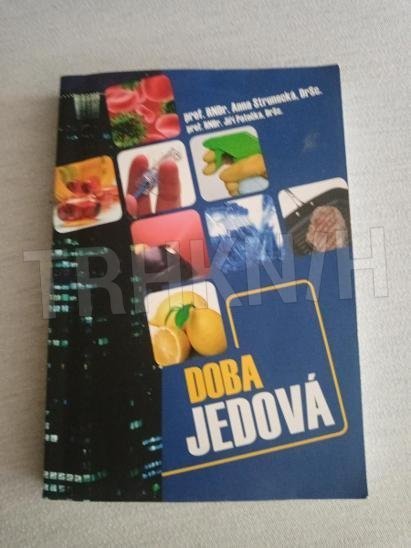 prof. RNDr. Anna Strunecká, DrSc.
prof. RNDr. Jiří Patočka, DrSc.
TRHKNIH
DOBA
JEDOVÁ